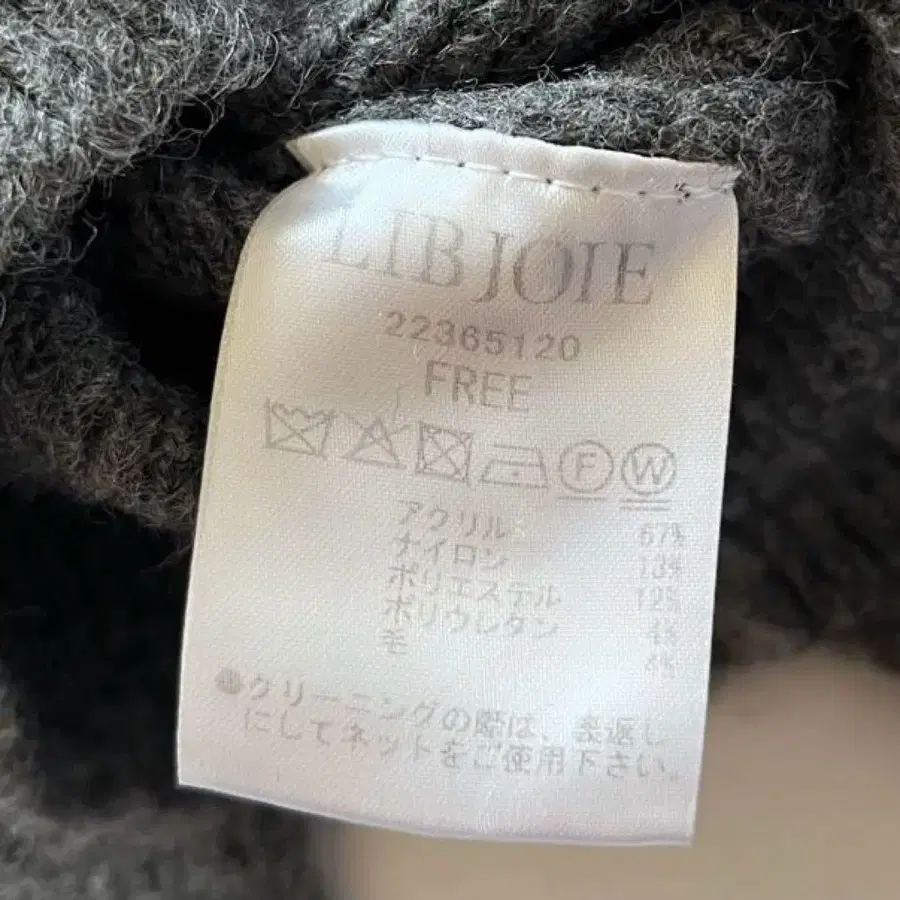 LIB JOIE
22365120
FREE
F W
アクリル 67%
ナイロン 13%
ポリエステル 12%
ポリウレタン 4%
毛 4%
●クリーニングの際は、裏返し
にしてネットをご使用下さい。